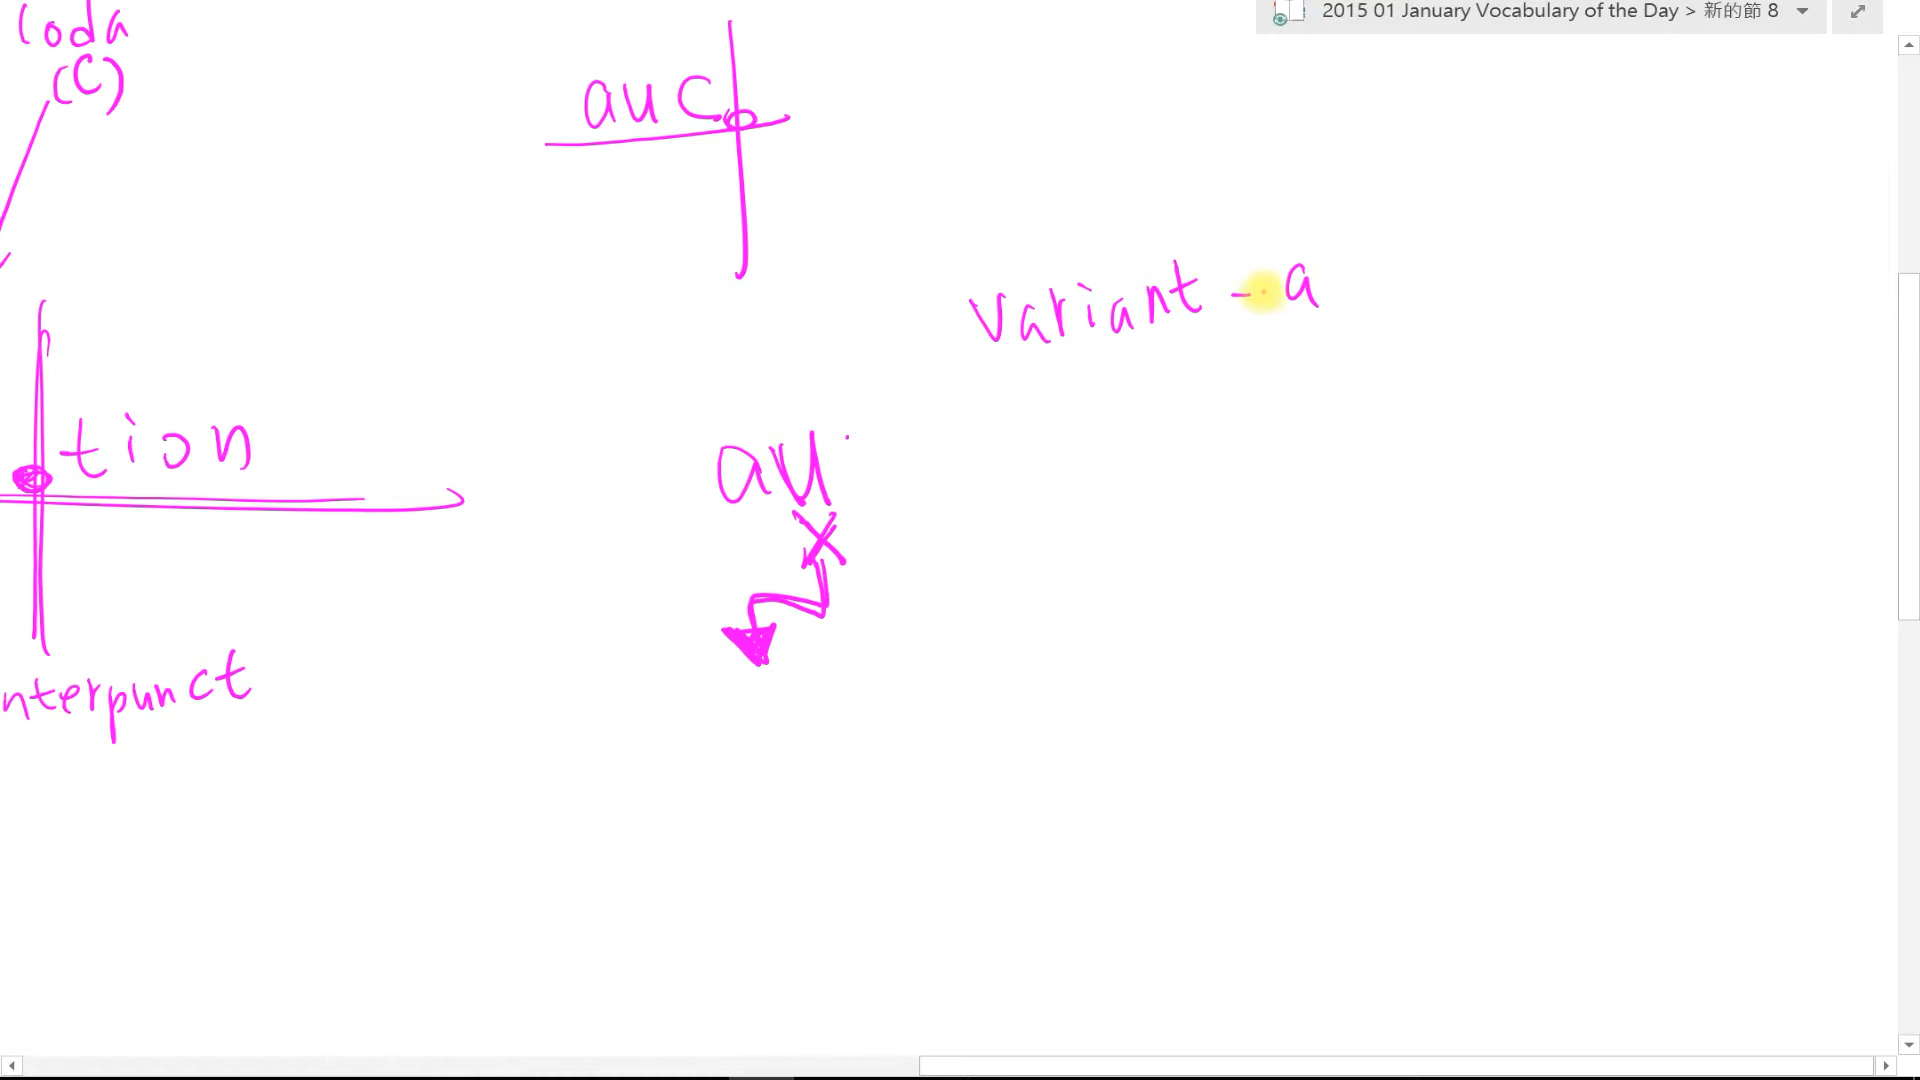 2015 01 January Vocabulary of the Day > 新的節 8
Coda
(C)
auc
variant - a
tion
au
nterpunct